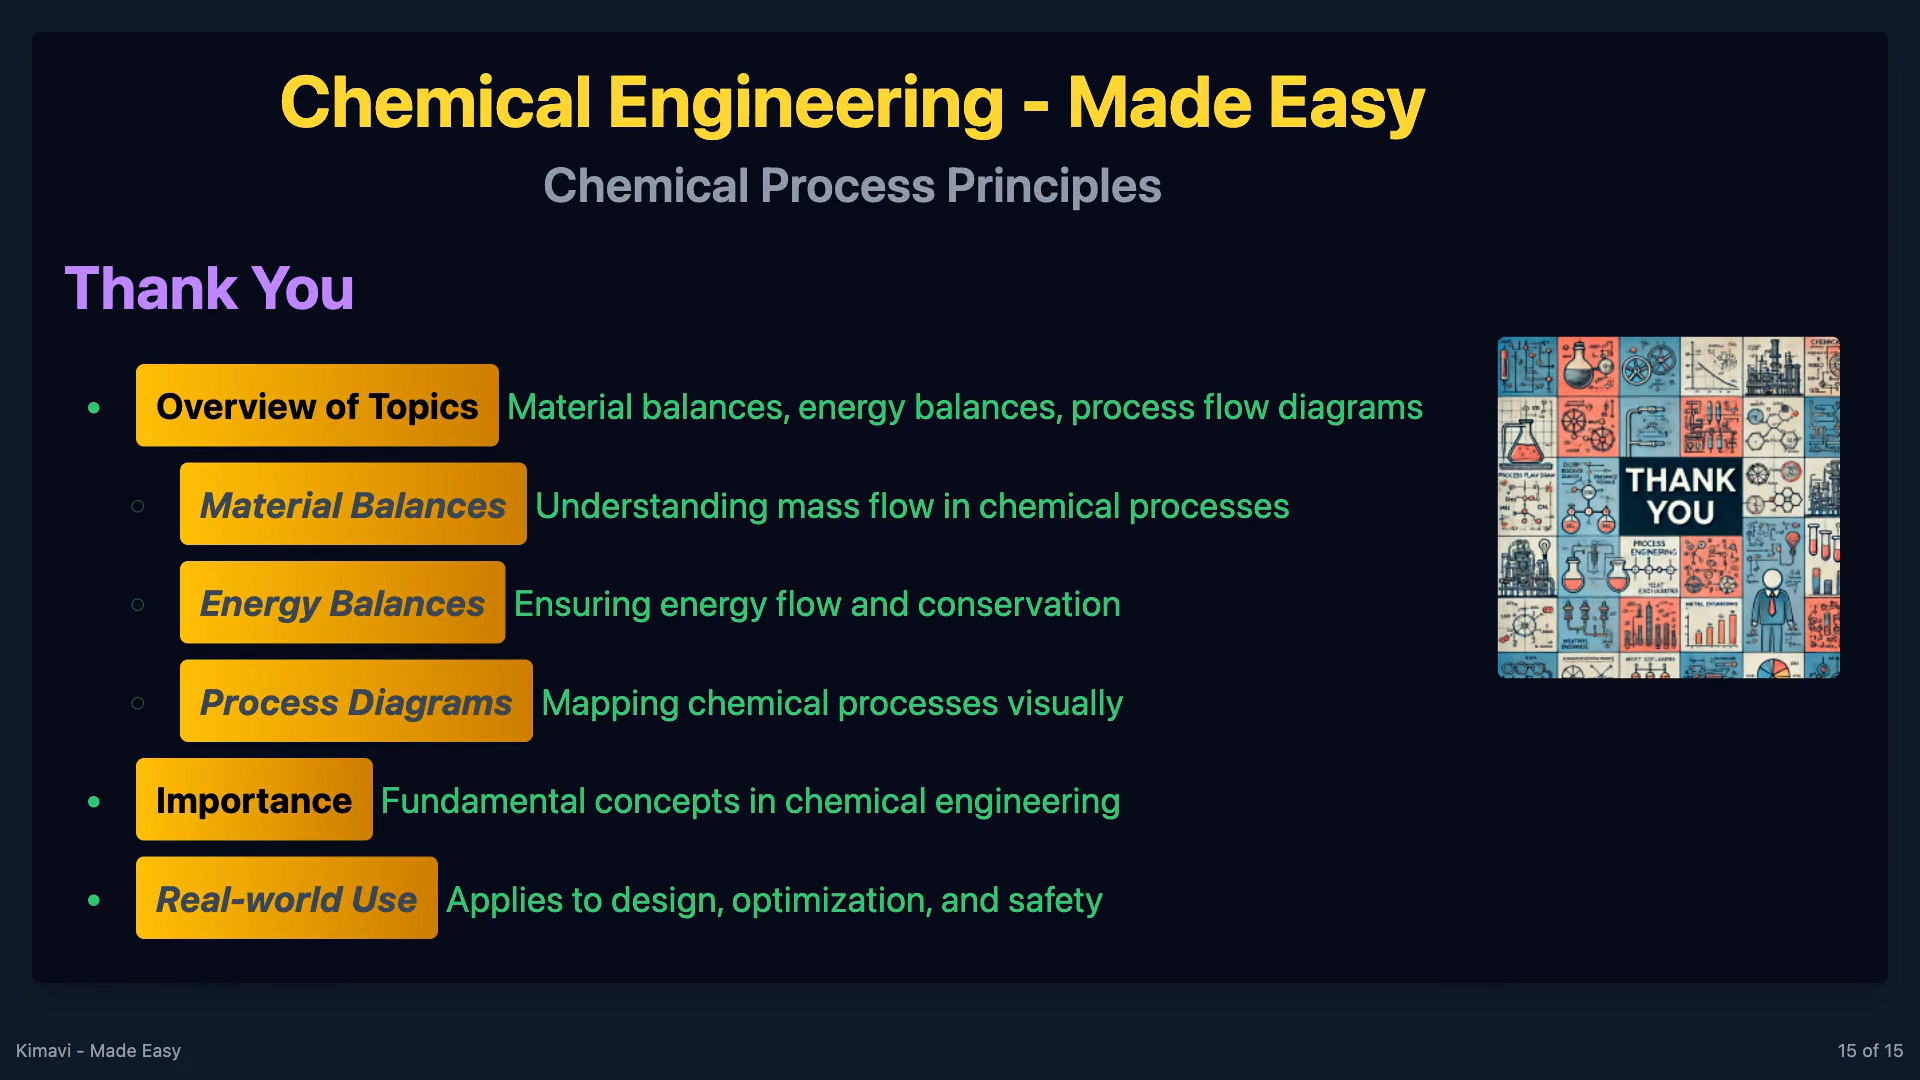 Chemical Engineering - Made Easy
Chemical Process Principles
Thank You
Overview of Topics Material balances, energy balances, process flow diagrams
Material Balances Understanding mass flow in chemical processes
Energy Balances Ensuring energy flow and conservation
Process Diagrams Mapping chemical processes visually
Importance Fundamental concepts in chemical engineering
Real-world Use Applies to design, optimization, and safety
THANK
YOU
PROCESS
ENGINEERING
Kimavi - Made Easy
15 of 15